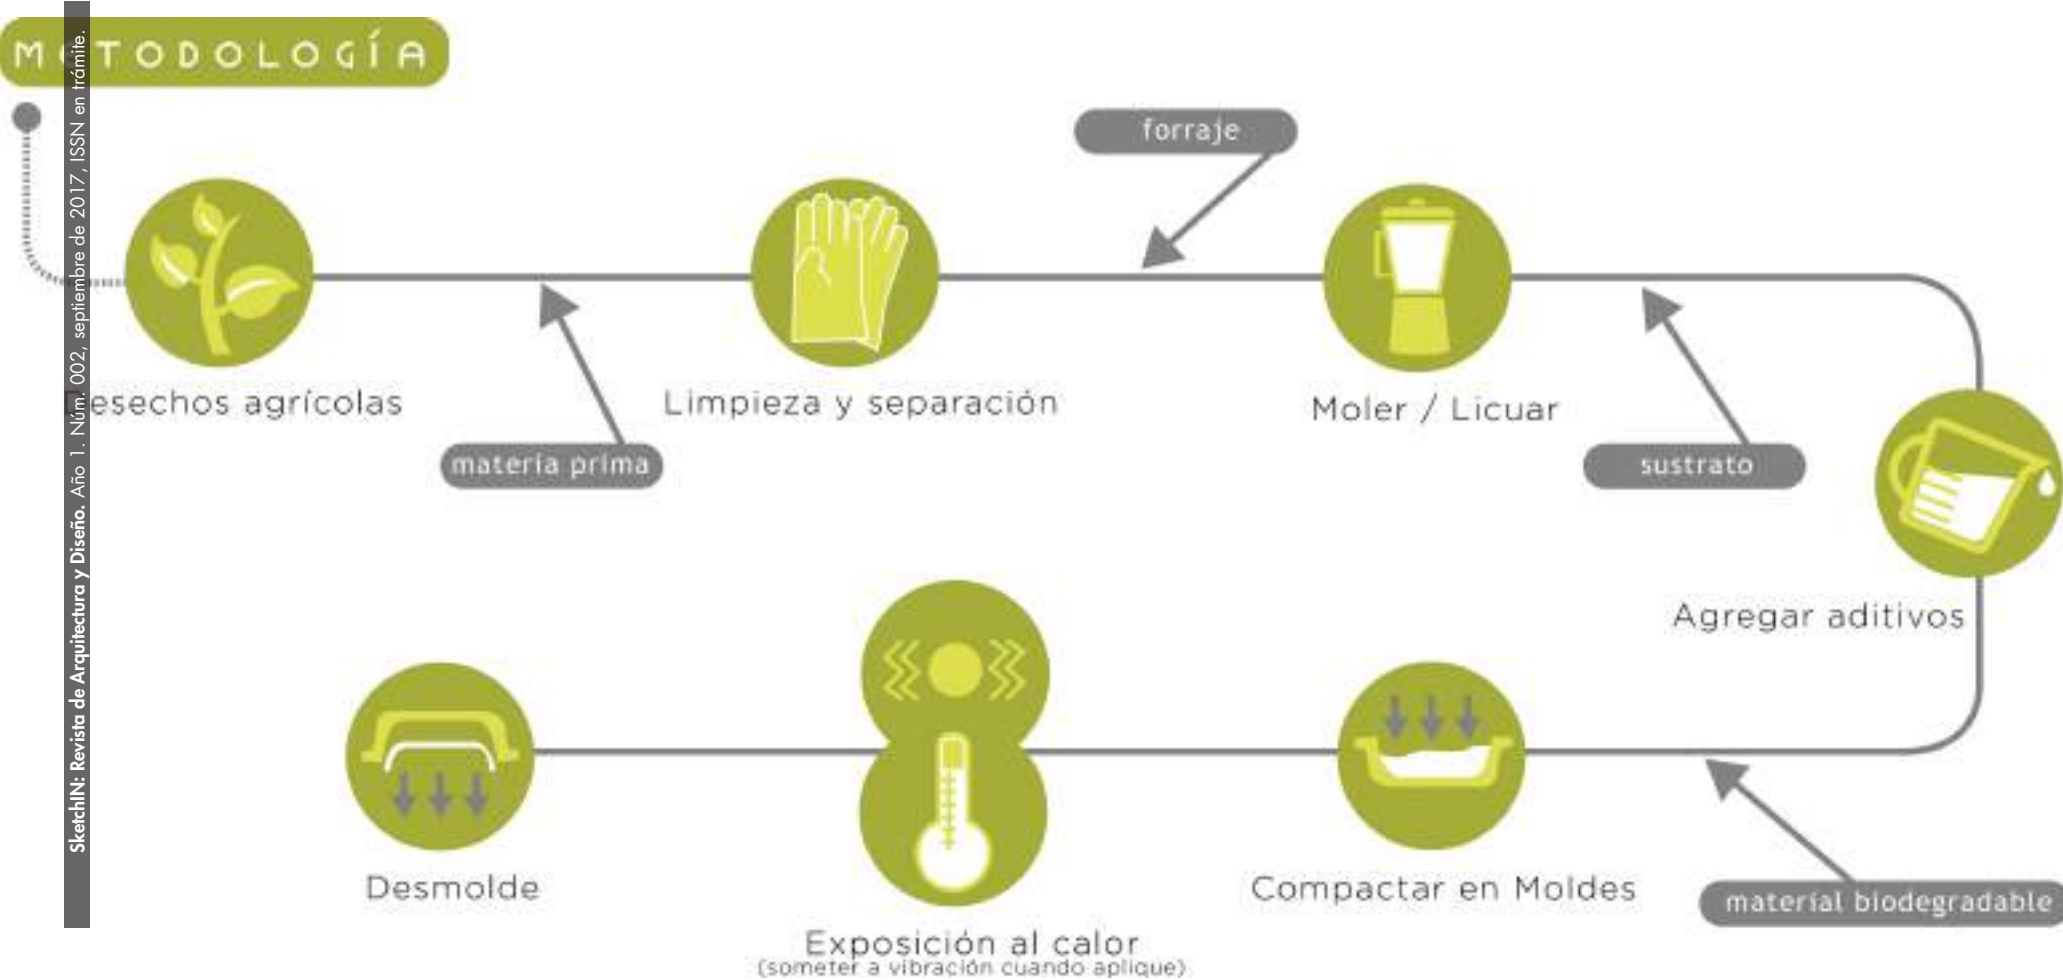 METODOLOGÍA
forraje
Desechos agrícolas
Limpieza y separación
Moler / Licuar
materia prima
sustrato
Agregar aditivos
Desmolde
Compactar en Moldes
material biodegradable
Exposición al calor
(someter a vibración cuando aplique)
SketchIN: Revista de Arquitectura y Diseño. Año 1. Núm. 002, septiembre de 2017, ISSN en trámite.